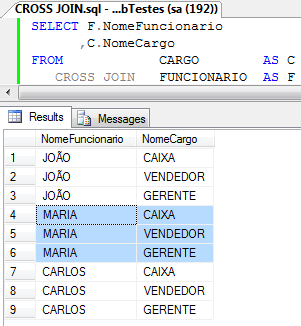 CROSS JOIN.sql - ...bTestes (sa (192))
SELECT F.NomeFuncionario
,C.NomeCargo
FROM CARGO AS C
CROSS JOIN FUNCIONARIO AS F
Results Messages
NomeFuncionario NomeCargo
1 JOÃO CAIXA
2 JOÃO VENDEDOR
3 JOÃO GERENTE
4 MARIA CAIXA
5 MARIA VENDEDOR
6 MARIA GERENTE
7 CARLOS CAIXA
8 CARLOS VENDEDOR
9 CARLOS GERENTE